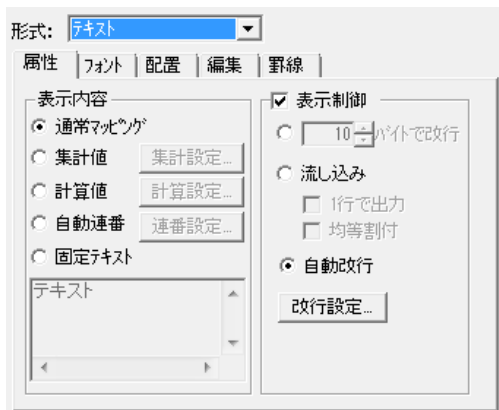 形式: テキスト
属性 フォント 配置 編集 罫線
表示内容
通常マッピング
集計値 集計設定...
計算値 計算設定...
自動連番 連番設定...
固定テキスト
テキスト
表示制御
10 バイトで改行
流し込み
1行で出力
均等割付
自動改行
改行設定...